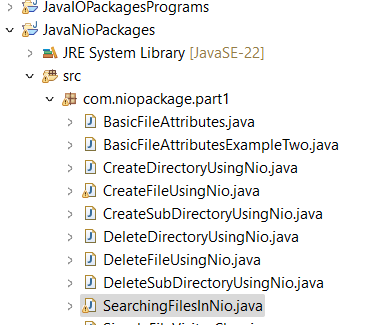 JavaIOPackagesPrograms
JavaNioPackages
JRE System Library [JavaSE-22]
src
com.niopackage.part1
BasicFileAttributes.java
BasicFileAttributesExampleTwo.java
CreateDirectoryUsingNio.java
CreateFileUsingNio.java
CreateSubDirectoryUsingNio.java
DeleteDirectoryUsingNio.java
DeleteFileUsingNio.java
DeleteSubDirectoryUsingNio.java
SearchingFilesInNio.java